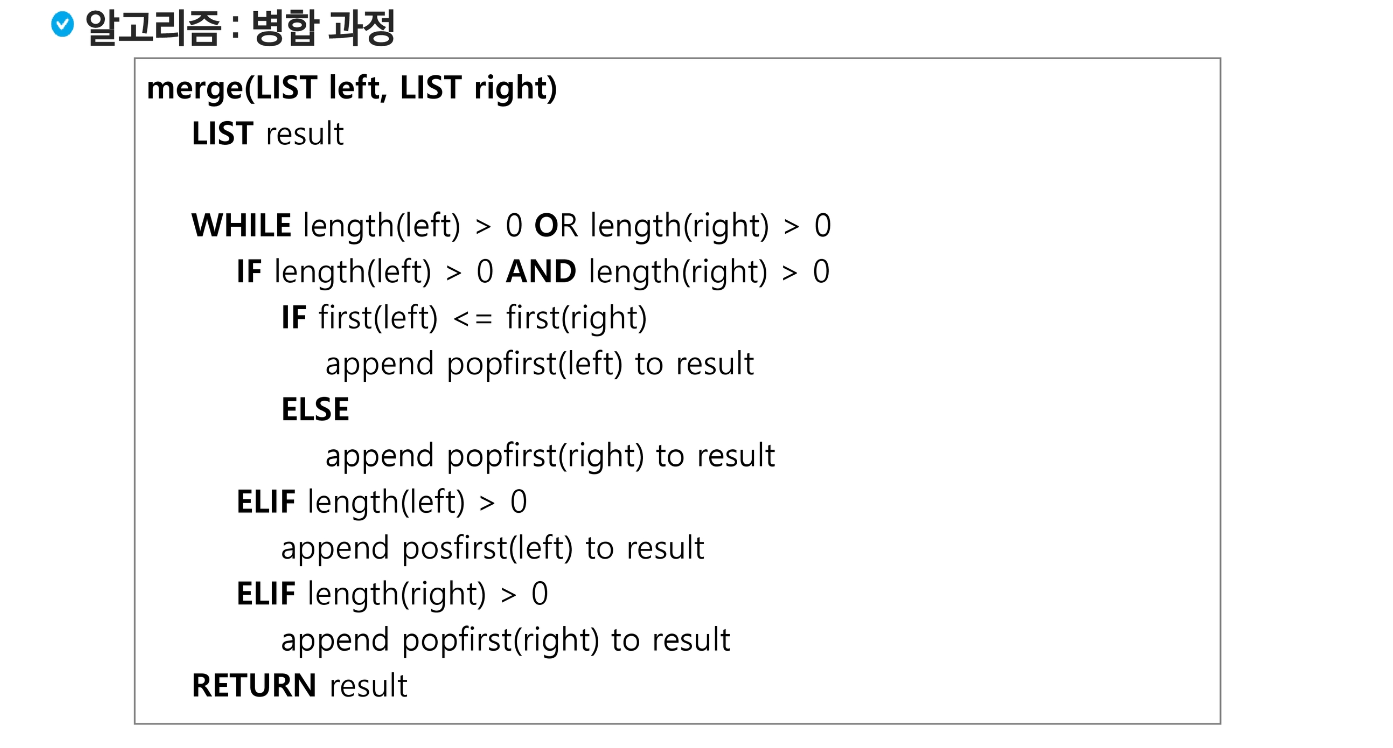 알고리즘 : 병합 과정
merge(LIST left, LIST right)
LIST result
WHILE length(left) > 0 OR length(right) > 0
IF length(left) > 0 AND length(right) > 0
IF first(left) <= first(right)
append popfirst(left) to result
ELSE
append popfirst(right) to result
ELIF length(left) > 0
append posfirst(left) to result
ELIF length(right) > 0
append popfirst(right) to result
RETURN result